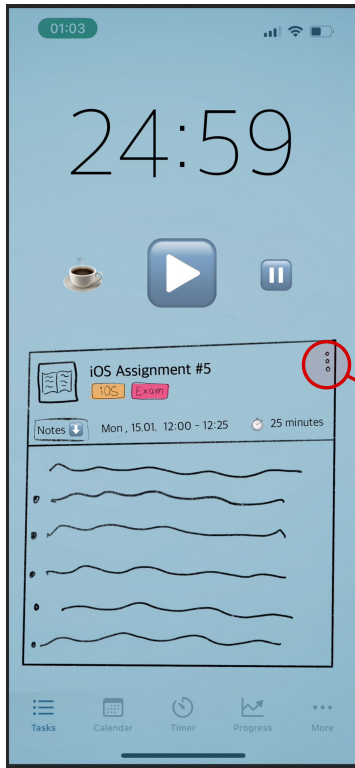 01:03
24:59
iOS Assignment #5
iOS Exam
Notes Mon, 15.01. 12:00 - 12:25 25 minutes
Tasks Calendar Timer Progress More